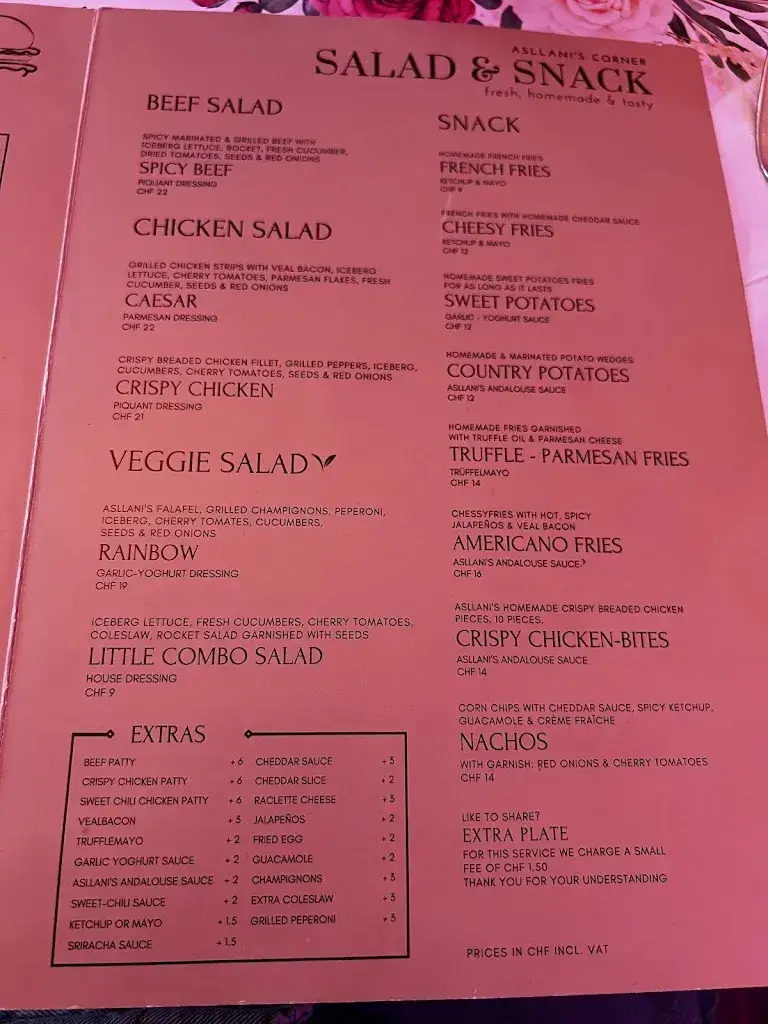 ASLLANI'S CORNER
SALAD & SNACK
fresh, homemade & tasty
BEEF SALAD
SPICY MARINATED & GRILLED BEEF WITH
ICEBERG LETTUCE, ROCKET, FRESH CUCUMBER,
DRIED TOMATOES, SEEDS & RED ONIONS
SPICY BEEF
PIQUANT DRESSING
CHF 22
CHICKEN SALAD
GRILLED CHICKEN STRIPS WITH VEAL BACON, ICEBERG
LETTUCE, CHERRY TOMATOES, PARMESAN FLAKES, FRESH
CUCUMBER, SEEDS & RED ONIONS
CAESAR
PARMESAN DRESSING
CHF 22
CRISPY BREADED CHICKEN FILLET, GRILLED PEPPERS, ICEBERG,
CUCUMBERS, CHERRY TOMATOES, SEEDS & RED ONIONS
CRISPY CHICKEN
PIQUANT DRESSING
CHF 21
VEGGIE SALAD
ASLLANI'S FALAFEL, GRILLED CHAMPIGNONS, PEPERONI,
ICEBERG, CHERRY TOMATES, CUCUMBERS,
SEEDS & RED ONIONS
RAINBOW
GARLIC-YOGHURT DRESSING
CHF 19
ICEBERG LETTUCE, FRESH CUCUMBERS, CHERRY TOMATOES,
COLESLAW, ROCKET SALAD GARNISHED WITH SEEDS
LITTLE COMBO SALAD
HOUSE DRESSING
CHF 9
EXTRAS
BEEF PATTY +6
CRISPY CHICKEN PATTY +6
SWEET CHILI CHICKEN PATTY +6
VEALBACON +3
TRUFFLEMAYO +2
GARLIC YOGHURT SAUCE +2
ASLLANI'S ANDALOUSE SAUCE +2
SWEET-CHILI SAUCE +2
KETCHUP OR MAYO +1.5
SRIRACHA SAUCE +1.5
CHEDDAR SAUCE +3
CHEDDAR SLICE +2
RACLETTE CHEESE +3
JALAPEÑOS +2
FRIED EGG +2
GUACAMOLE +2
CHAMPIGNONS +3
EXTRA COLESLAW +3
GRILLED PEPERONI +3
SNACK
HOMEMADE FRENCH FRIES
FRENCH FRIES
KETCHUP & MAYO
CHF 9
FRENCH FRIES WITH HOMEMADE CHEDDAR SAUCE
CHEESY FRIES
KETCHUP & MAYO
CHF 12
HOMEMADE SWEET POTATOES FRIES
FOR AS LONG AS IT LASTS
SWEET POTATOES
GARLIC - YOGHURT SAUCE
CHF 12
HOMEMADE & MARINATED POTATO WEDGES
COUNTRY POTATOES
ASLLANI'S ANDALOUSE SAUCE
CHF 12
HOMEMADE FRIES GARNISHED
WITH TRUFFLE OIL & PARMESAN CHEESE
TRUFFLE - PARMESAN FRIES
TRÜFFELMAYO
CHF 14
CHESSYFRIES WITH HOT, SPICY
JALAPEÑOS & VEAL BACON
AMERICANO FRIES
ASLLANI'S ANDALOUSE SAUCE
CHF 16
ASLLANI'S HOMEMADE CRISPY BREADED CHICKEN
PIECES, 10 PIECES.
CRISPY CHICKEN-BITES
ASLLANI'S ANDALOUSE SAUCE
CHF 14
CORN CHIPS WITH CHEDDAR SAUCE, SPICY KETCHUP,
GUACAMOLE & CRÈME FRAÎCHE
NACHOS
WITH GARNISH: RED ONIONS & CHERRY TOMATOES
CHF 14
LIKE TO SHARE?
EXTRA PLATE
FOR THIS SERVICE WE CHARGE A SMALL
FEE OF CHF 1.50
THANK YOU FOR YOUR UNDERSTANDING
PRICES IN CHF INCL. VAT